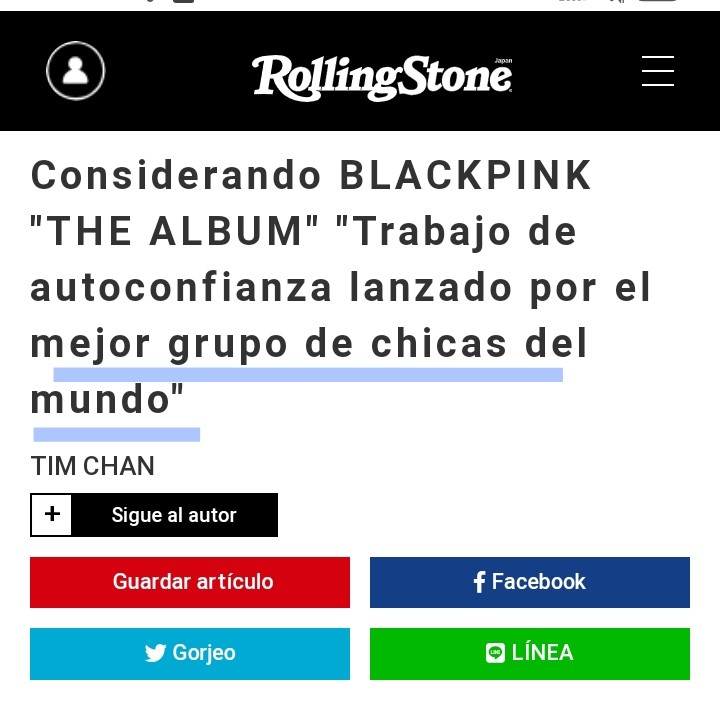 RollingStone Japan
Considerando BLACKPINK
"THE ALBUM" "Trabajo de
autoconfianza lanzado por el
mejor grupo de chicas del
mundo"
TIM CHAN
+ Sigue al autor
Guardar artículo
Facebook
Gorjeo
LINE LÍNEA